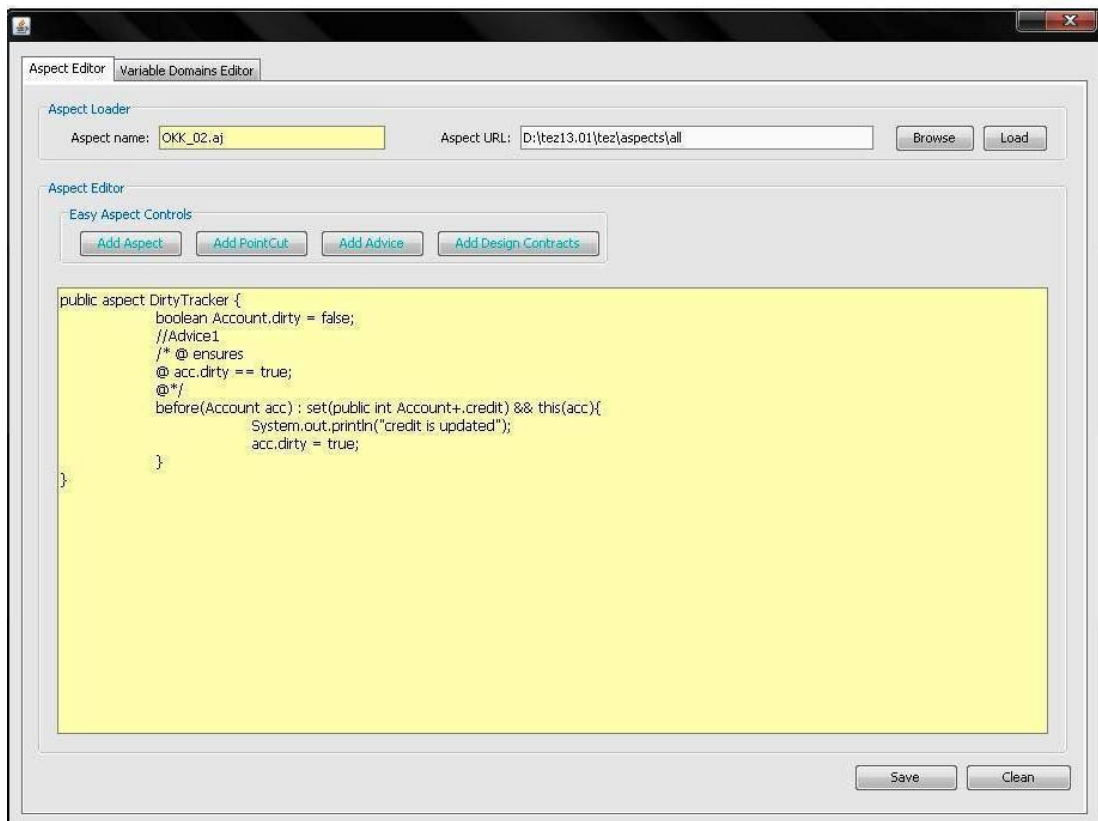 Aspect Editor Variable Domains Editor
Aspect Loader
Aspect name: OKK_02.aj Aspect URL: D:\tez13.01\tez\aspects\all Browse Load
Aspect Editor
Easy Aspect Controls
Add Aspect Add PointCut Add Advice Add Design Contracts
public aspect DirtyTracker {
boolean Account.dirty = false;
//Advice1
/* @ ensures
@ acc.dirty == true;
@*/
before(Account acc) : set(public int Account+.credit) && this(acc){
System.out.println("credit is updated");
acc.dirty = true;
}
}
Save Clean